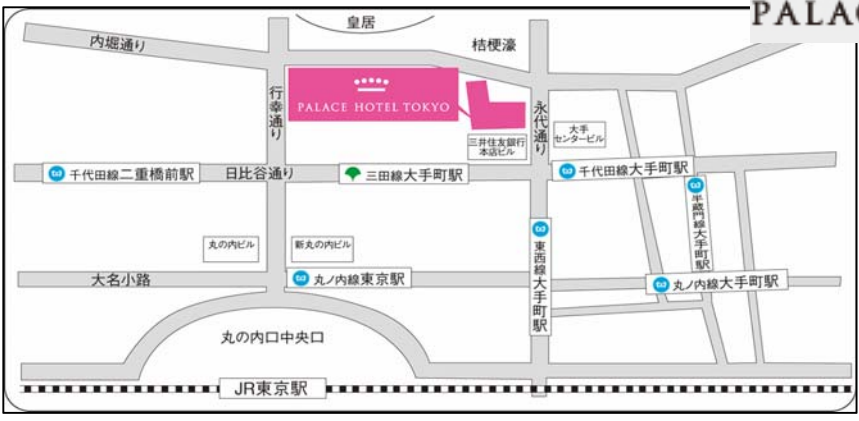 PALAC
皇居
内堀通り
桔梗濠
行幸通り
PALACE HOTEL TOKYO
永代通り
三井住友銀行
本店ビル
大手
センタービル
千代田線二重橋前駅
日比谷通り
三田線大手町駅
千代田線大手町駅
半蔵門線大手町駅
丸の内ビル
新丸の内ビル
東西線大手町駅
大名小路
丸ノ内線東京駅
丸ノ内線大手町駅
丸の内口中央口
JR東京駅